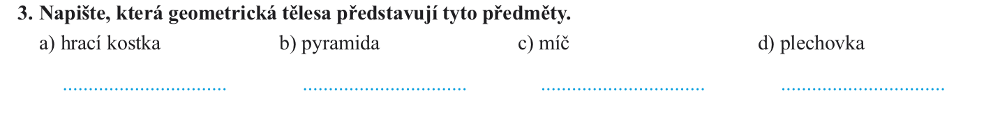 3. Napište, která geometrická tělesa představují tyto předměty.
a) hrací kostka b) pyramida c) míč d) plechovka
................................ ................................ ................................ ................................